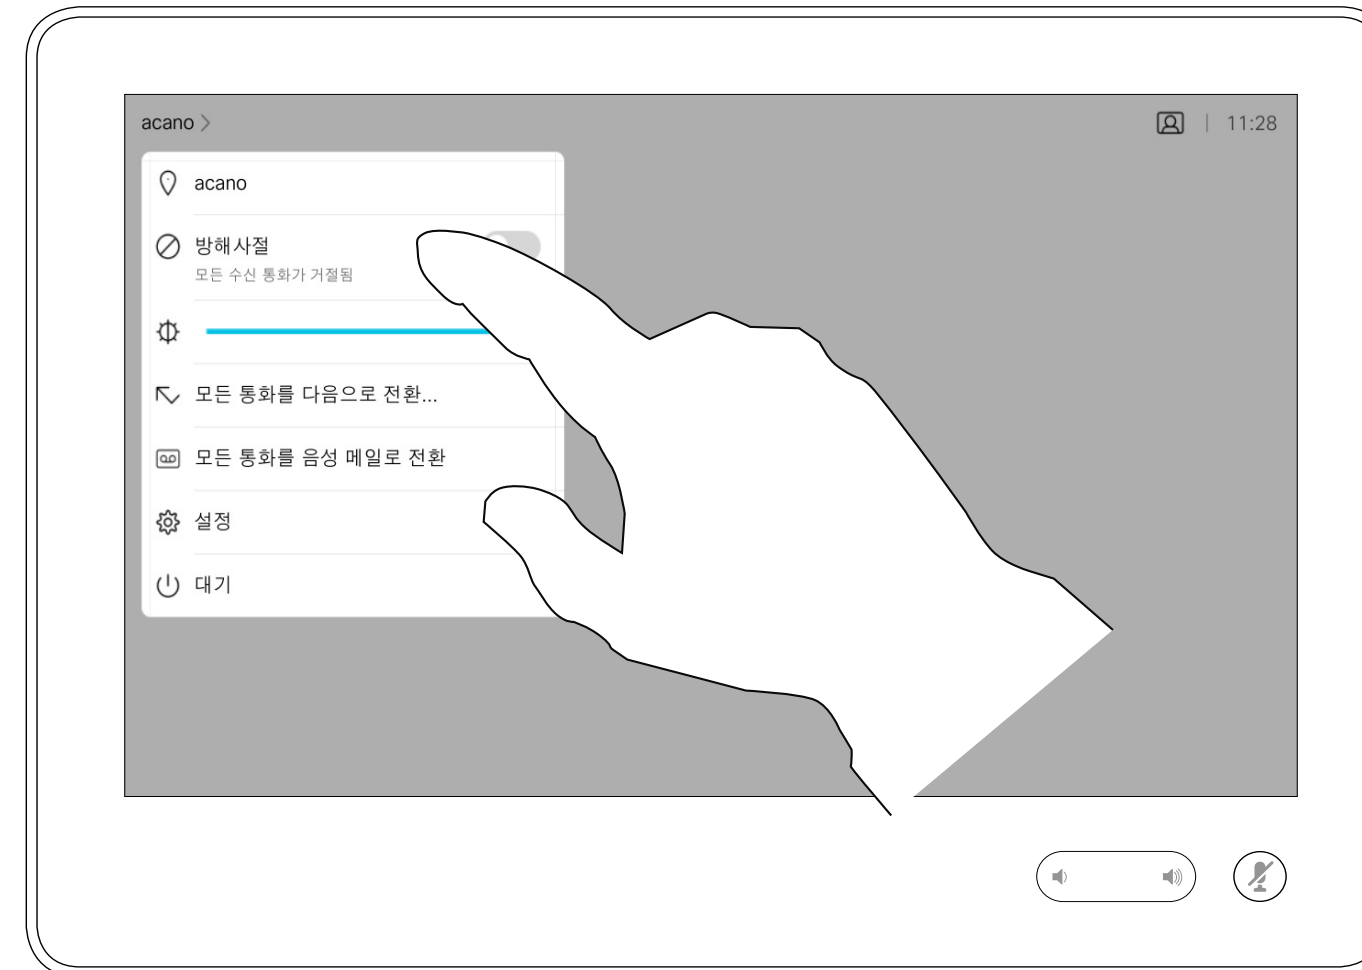 acano
11:28
acano
방해사절
모든 수신 통화가 거절됨
모든 통화를 다음으로 전환...
모든 통화를 음성 메일로 전환
설정
대기